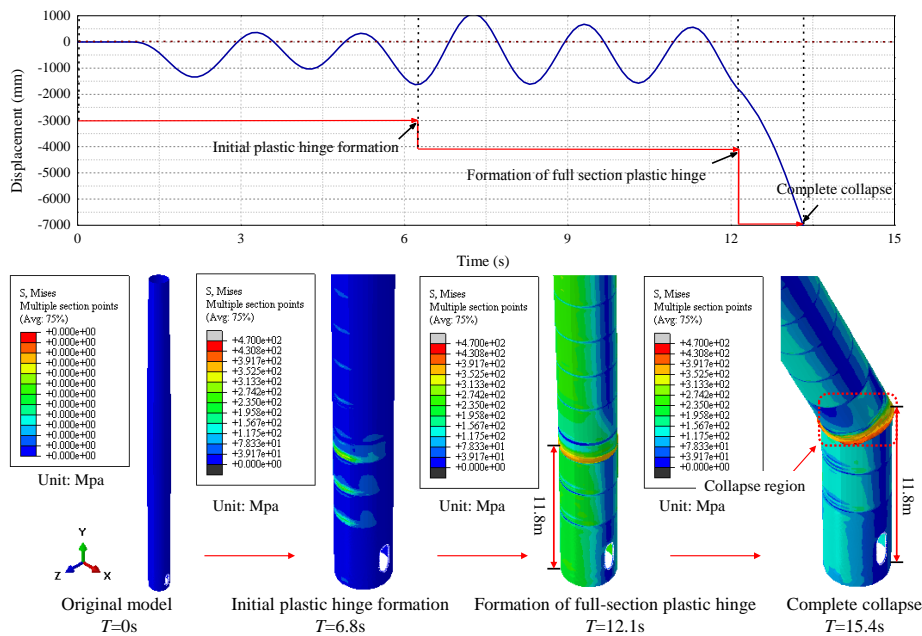 1000
0
-1000
-2000
-3000
-4000
-5000
-6000
-7000
Displacement (mm)
Initial plastic hinge formation
Formation of full section plastic hinge
Complete collapse
0
3
6
9
12
15
Time (s)
S, Mises
Multiple section points
(Avg: 75%)
+0.000e+00
+0.000e+00
+0.000e+00
+0.000e+00
+0.000e+00
+0.000e+00
+0.000e+00
+0.000e+00
+0.000e+00
+0.000e+00
+0.000e+00
+0.000e+00
+0.000e+00
Unit: Mpa
S, Mises
Multiple section points
(Avg: 75%)
+4.700e+02
+4.308e+02
+3.917e+02
+3.525e+02
+3.133e+02
+2.742e+02
+2.350e+02
+1.958e+02
+1.567e+02
+1.175e+02
+7.833e+01
+3.917e+01
+0.000e+00
Unit: Mpa
S, Mises
Multiple section points
(Avg: 75%)
+4.700e+02
+4.308e+02
+3.917e+02
+3.525e+02
+3.133e+02
+2.742e+02
+2.350e+02
+1.958e+02
+1.567e+02
+1.175e+02
+7.833e+01
+3.917e+01
+0.000e+00
Unit: Mpa
11.8m
S, Mises
Multiple section points
(Avg: 75%)
+4.700e+02
+4.308e+02
+3.917e+02
+3.525e+02
+3.133e+02
+2.742e+02
+2.350e+02
+1.958e+02
+1.567e+02
+1.175e+02
+7.833e+01
+3.917e+01
+0.000e+00
Unit: Mpa
Collapse region
11.8m
Y
Z
X
Original model
T=0s
Initial plastic hinge formation
T=6.8s
Formation of full-section plastic hinge
T=12.1s
Complete collapse
T=15.4s